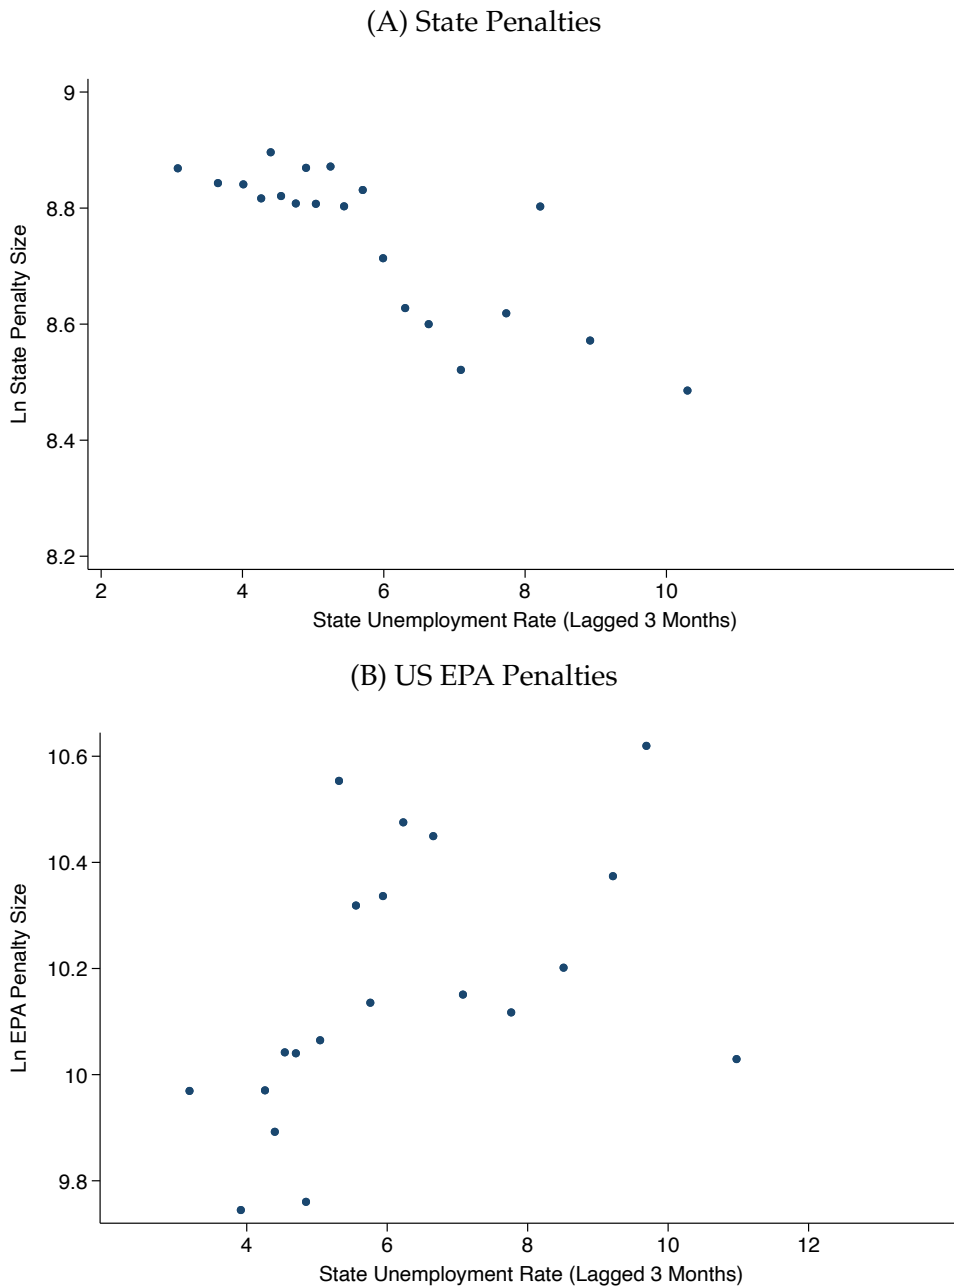 (A) State Penalties
9
8.8
8.6
8.4
8.2
Ln State Penalty Size
2 4 6 8 10
State Unemployment Rate (Lagged 3 Months)
(B) US EPA Penalties
10.6
10.4
10.2
10
9.8
Ln EPA Penalty Size
4 6 8 10 12
State Unemployment Rate (Lagged 3 Months)